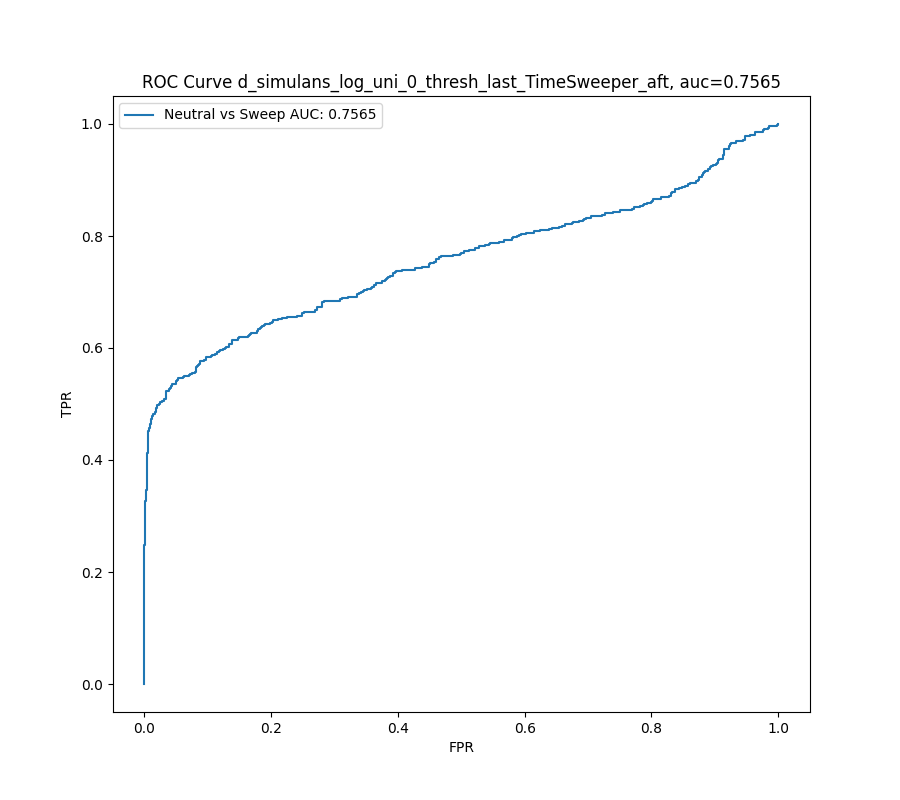 ROC Curve d_simulans_log_uni_0_thresh_last_TimeSweeper_aft, auc=0.7565
Neutral vs Sweep AUC: 0.7565
1.0
0.8
0.6
0.4
0.2
0.0
TPR
0.0 0.2 0.4 0.6 0.8 1.0
FPR